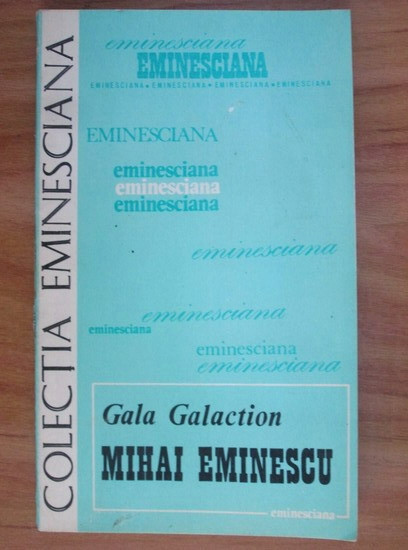 COLECȚIA EMINESCIANA
eminesciana
EMINESCIANA
EMINESCIANA • EMINESCIANA • EMINESCIANA • EMINESCIANA
EMINESCIANA
eminesciana
eminesciana
eminesciana
eminesciana
eminesciana
eminesciana
eminesciana
eminesciana
Gala Galaction
MIHAI EMINESCU
eminesciana